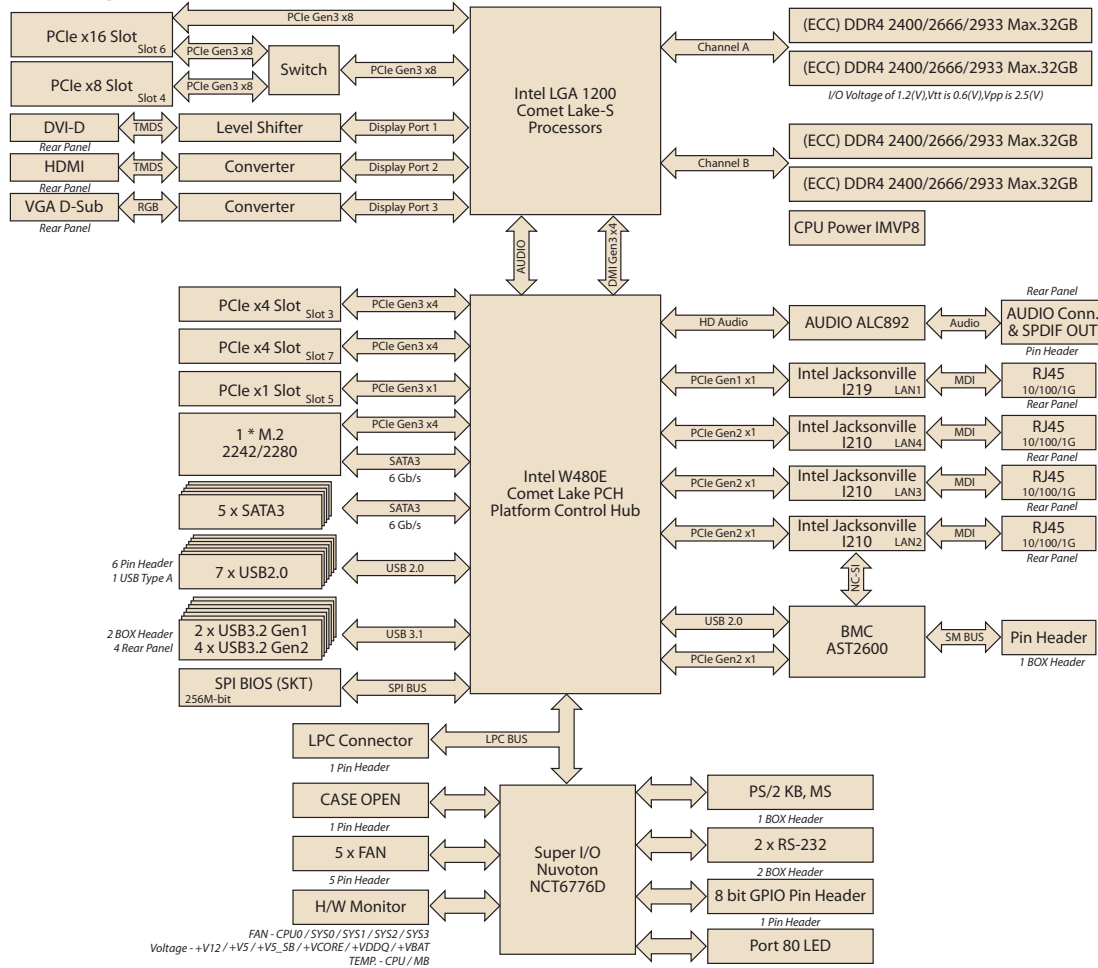 PCIe Gen3 x8
PCIe x16 Slot
Slot 6
PCIe Gen3 x8
Switch
PCIe Gen3 x8
PCIe x8 Slot
Slot 4
PCIe Gen3 x8
DVI-D
Rear Panel
TMDS
Level Shifter
Display Port 1
HDMI
Rear Panel
TMDS
Converter
Display Port 2
VGA D-Sub
Rear Panel
RGB
Converter
Display Port 3
Intel LGA 1200
Comet Lake-S
Processors
Channel A
(ECC) DDR4 2400/2666/2933 Max.32GB
(ECC) DDR4 2400/2666/2933 Max.32GB
I/O Voltage of 1.2(V),Vtt is 0.6(V),Vpp is 2.5(V)
Channel B
(ECC) DDR4 2400/2666/2933 Max.32GB
(ECC) DDR4 2400/2666/2933 Max.32GB
CPU Power IMVP8
AUDIO
DMI Gen3 x4
PCIe x4 Slot
Slot 3
PCIe Gen3 x4
PCIe x4 Slot
Slot 7
PCIe Gen3 x4
PCIe x1 Slot
Slot 5
PCIe Gen3 x1
1 * M.2
2242/2280
PCIe Gen3 x4
SATA3
6 Gb/s
5 x SATA3
SATA3
6 Gb/s
6 Pin Header
1 USB Type A
7 x USB2.0
USB 2.0
2 BOX Header
4 Rear Panel
2 x USB3.2 Gen1
4 x USB3.2 Gen2
USB 3.1
SPI BIOS (SKT)
256M-bit
SPI BUS
Intel W480E
Comet Lake PCH
Platform Control Hub
HD Audio
AUDIO ALC892
Audio
Rear Panel
AUDIO Conn.
& SPDIF OUT
Pin Header
PCIe Gen1 x1
Intel Jacksonville
I219
LAN1
MDI
RJ45
10/100/1G
Rear Panel
PCIe Gen2 x1
Intel Jacksonville
I210
LAN4
MDI
RJ45
10/100/1G
Rear Panel
PCIe Gen2 x1
Intel Jacksonville
I210
LAN3
MDI
RJ45
10/100/1G
Rear Panel
PCIe Gen2 x1
Intel Jacksonville
I210
LAN2
MDI
RJ45
10/100/1G
Rear Panel
NC-SI
USB 2.0
PCIe Gen2 x1
BMC
AST2600
SM BUS
Pin Header
1 BOX Header
LPC Connector
1 Pin Header
LPC BUS
CASE OPEN
1 Pin Header
5 x FAN
5 Pin Header
H/W Monitor
FAN - CPU0 / SYS0 / SYS1 / SYS2 / SYS3
Voltage - +V12 / +V5 / +V5_SB / +VCORE / +VDDQ / +VBAT
TEMP. - CPU / MB
Super I/O
Nuvoton
NCT6776D
PS/2 KB, MS
1 BOX Header
2 x RS-232
2 BOX Header
8 bit GPIO Pin Header
1 Pin Header
Port 80 LED